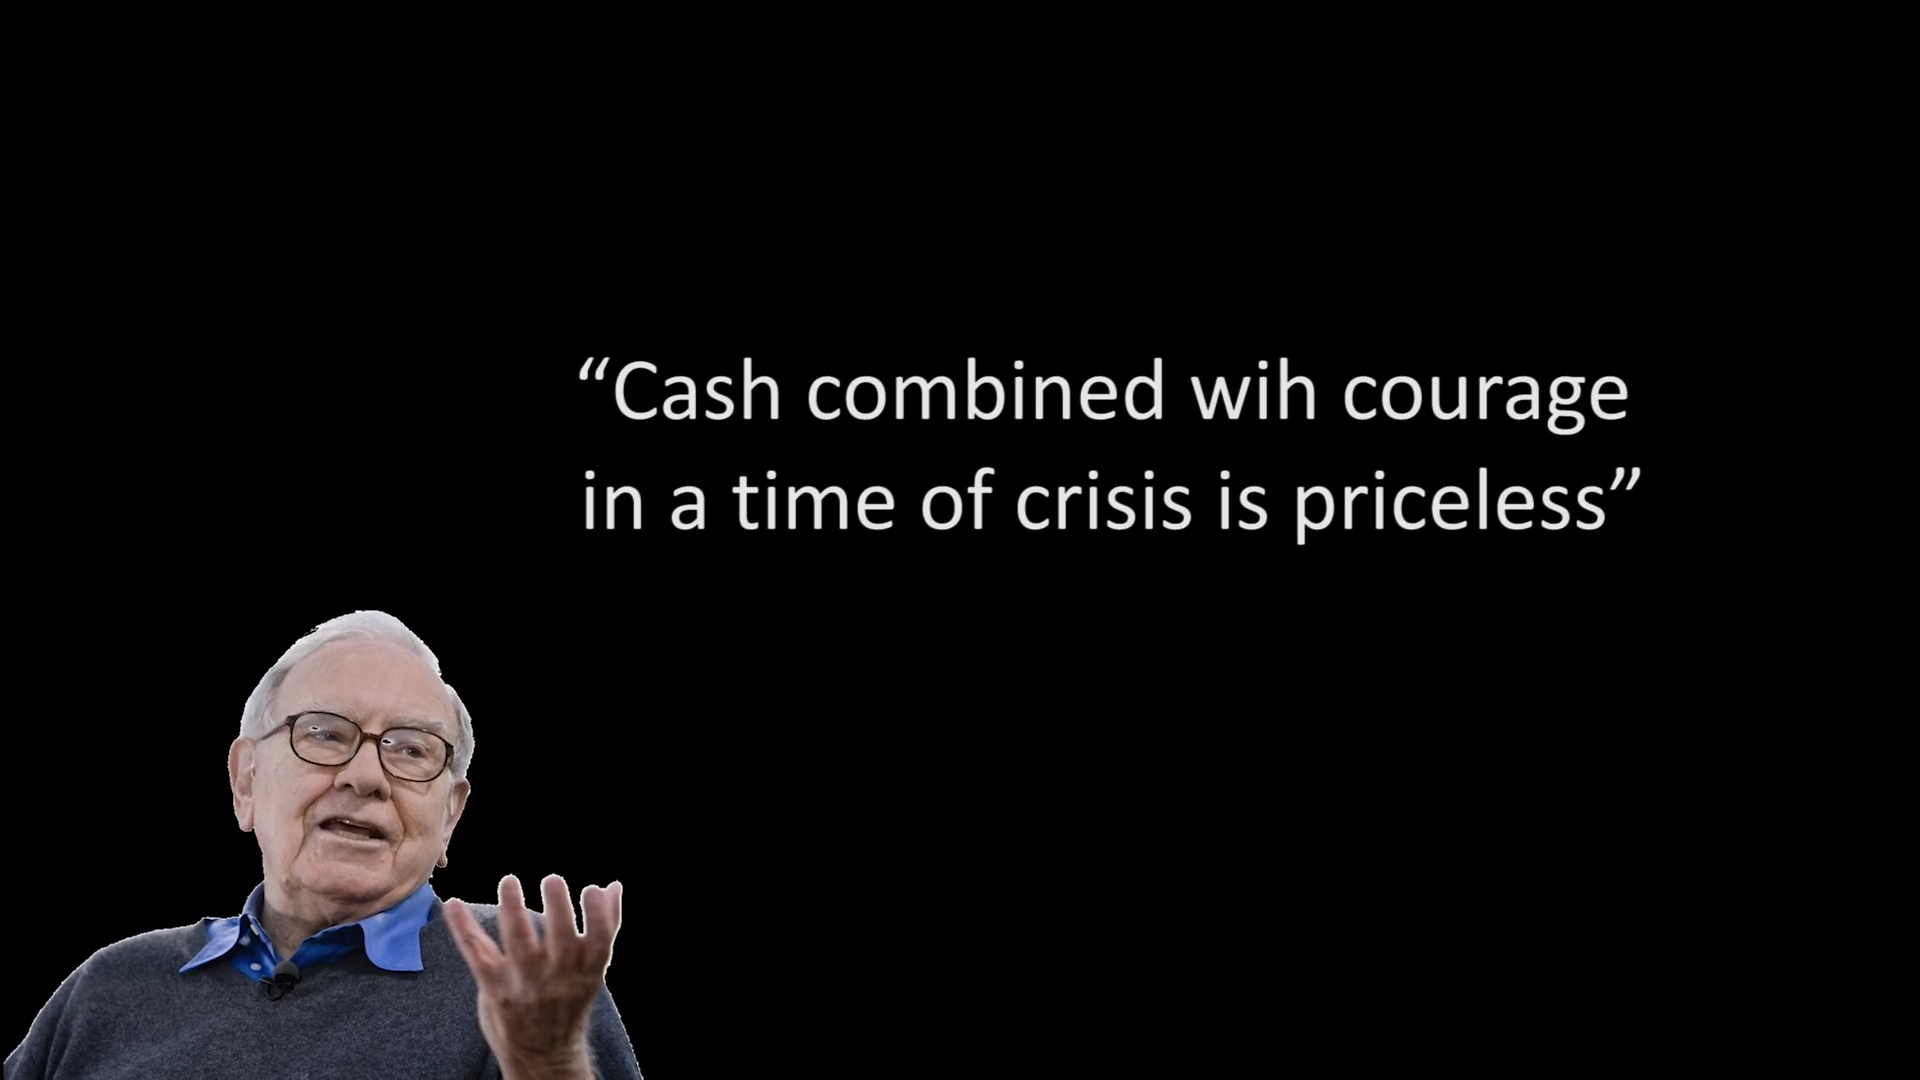 “Cash combined wih courage
in a time of crisis is priceless”